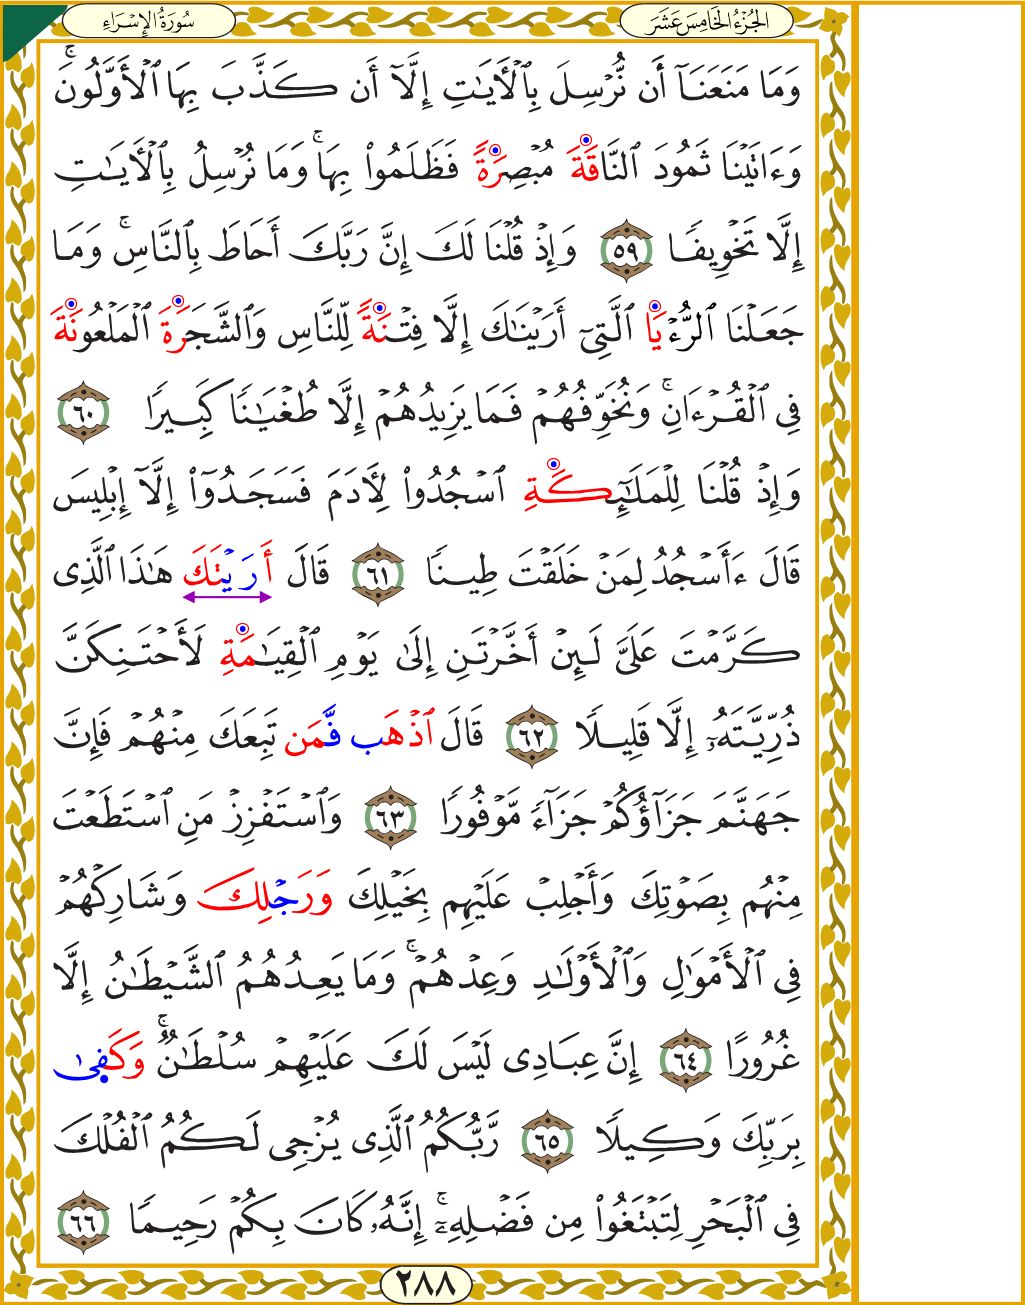 الجُزْءُ الخَامِسَ عَشَرَ
سُورَةُ الإِسْرَاءِ
وَمَا مَنَعَنَآ أَن نُّرْسِلَ بِٱلْأَيَٰتِ إِلَّآ أَن كَذَّبَ بِهَا ٱلْأَوَّلُونَۚ
وَءَاتَيْنَا ثَمُودَ ٱلنَّاقَةَ مُبْصِرَةً فَظَلَمُوا۟ بِهَاۚ وَمَا نُرْسِلُ بِٱلْأَيَٰتِ
إِلَّا تَخْوِيفًا ٥٩ وَإِذْ قُلْنَا لَكَ إِنَّ رَبَّكَ أَحَاطَ بِٱلنَّاسِۚ وَمَا
جَعَلْنَا ٱلرُّءْيَا ٱلَّتِىٓ أَرَيْنَٰكَ إِلَّا فِتْنَةً لِّلنَّاسِ وَٱلشَّجَرَةَ ٱلْمَلْعُونَةَ
فِى ٱلْقُرْءَانِۚ وَنُخَوِّفُهُمْ فَمَا يَزِيدُهُمْ إِلَّا طُغْيَٰنًا كَبِيرًا ٦٠
وَإِذْ قُلْنَا لِلْمَلَٰٓئِكَةِ ٱسْجُدُوا۟ لِأَدَمَ فَسَجَدُوٓا۟ إِلَّآ إِبْلِيسَ
قَالَ ءَأَسْجُدُ لِمَنْ خَلَقْتَ طِينًا ٦١ قَالَ أَرَيْتَكَ هَٰذَا ٱلَّذِى
كَرَّمْتَ عَلَىَّ لَئِنْ أَخَّرْتَنِ إِلَىٰ يَوْمِ ٱلْقِيَٰمَةِ لَأَحْتَنِكَنَّ
ذُرِّيَّتَهُۥٓ إِلَّا قَلِيلًا ٦٢ قَالَ ٱذْهَب فَّمَن تَبِعَكَ مِنْهُمْ فَإِنَّ
جَهَنَّمَ جَزَآؤُكُمْ جَزَآءً مَّوْفُورًا ٦٣ وَٱسْتَفْزِزْ مَنِ ٱسْتَطَعْتَ
مِنْهُم بِصَوْتِكَ وَأَجْلِبْ عَلَيْهِم بِخَيْلِكَ وَرَجْلِكَ وَشَارِكْهُمْ
فِى ٱلْأَمْوَٰلِ وَٱلْأَوْلَٰدِ وَعِدْهُمْۚ وَمَا يَعِدُهُمُ ٱلشَّيْطَٰنُ إِلَّا
غُرُورًا ٦٤ إِنَّ عِبَادِى لَيْسَ لَكَ عَلَيْهِمْ سُلْطَٰنٌۚ وَكَفِىٰ
بِرَبِّكَ وَكِيلًا ٦٥ رَّبُّكُمُ ٱلَّذِى يُزْجِى لَكُمُ ٱلْفُلْكَ
فِى ٱلْبَحْرِ لِتَبْتَغُوا۟ مِن فَضْلِهِۦٓۚ إِنَّهُۥ كَانَ بِكُمْ رَحِيمًا ٦٦
٢٨٨